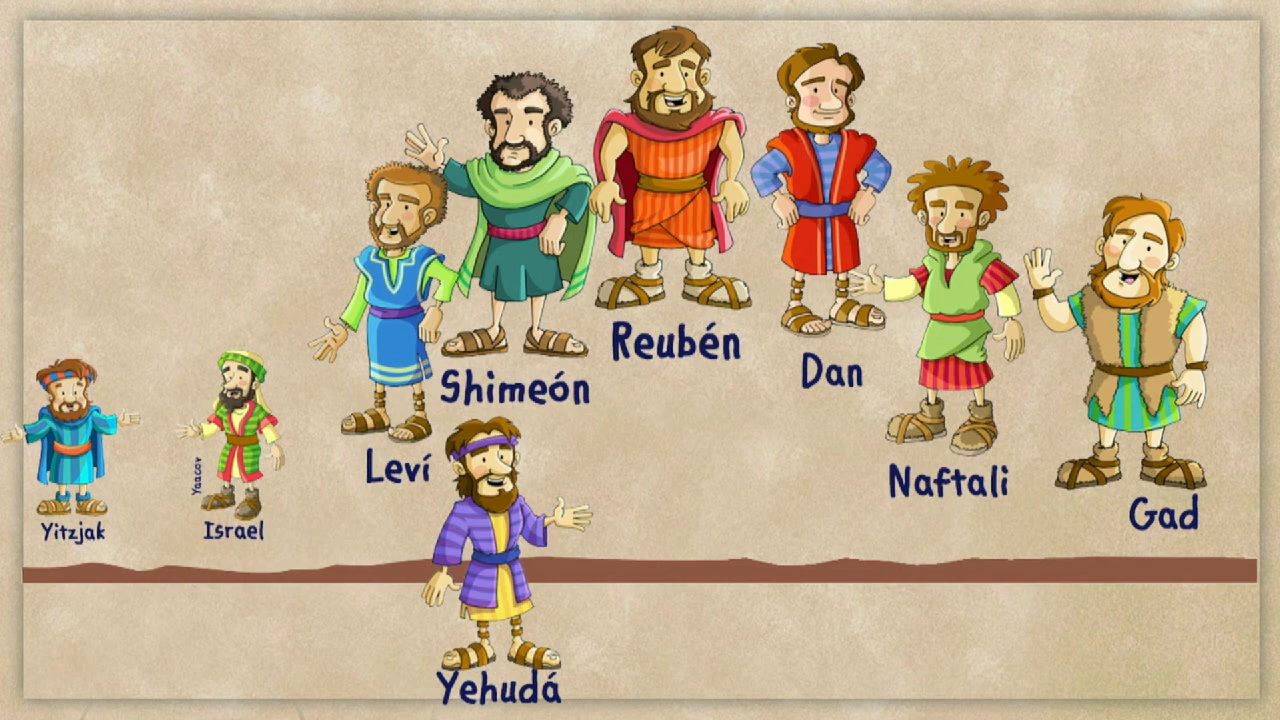 Reubén
Dan
Shimeón
Leví
Naftali
Gad
Yaacov
Yitzjak
Israel
Yehudá